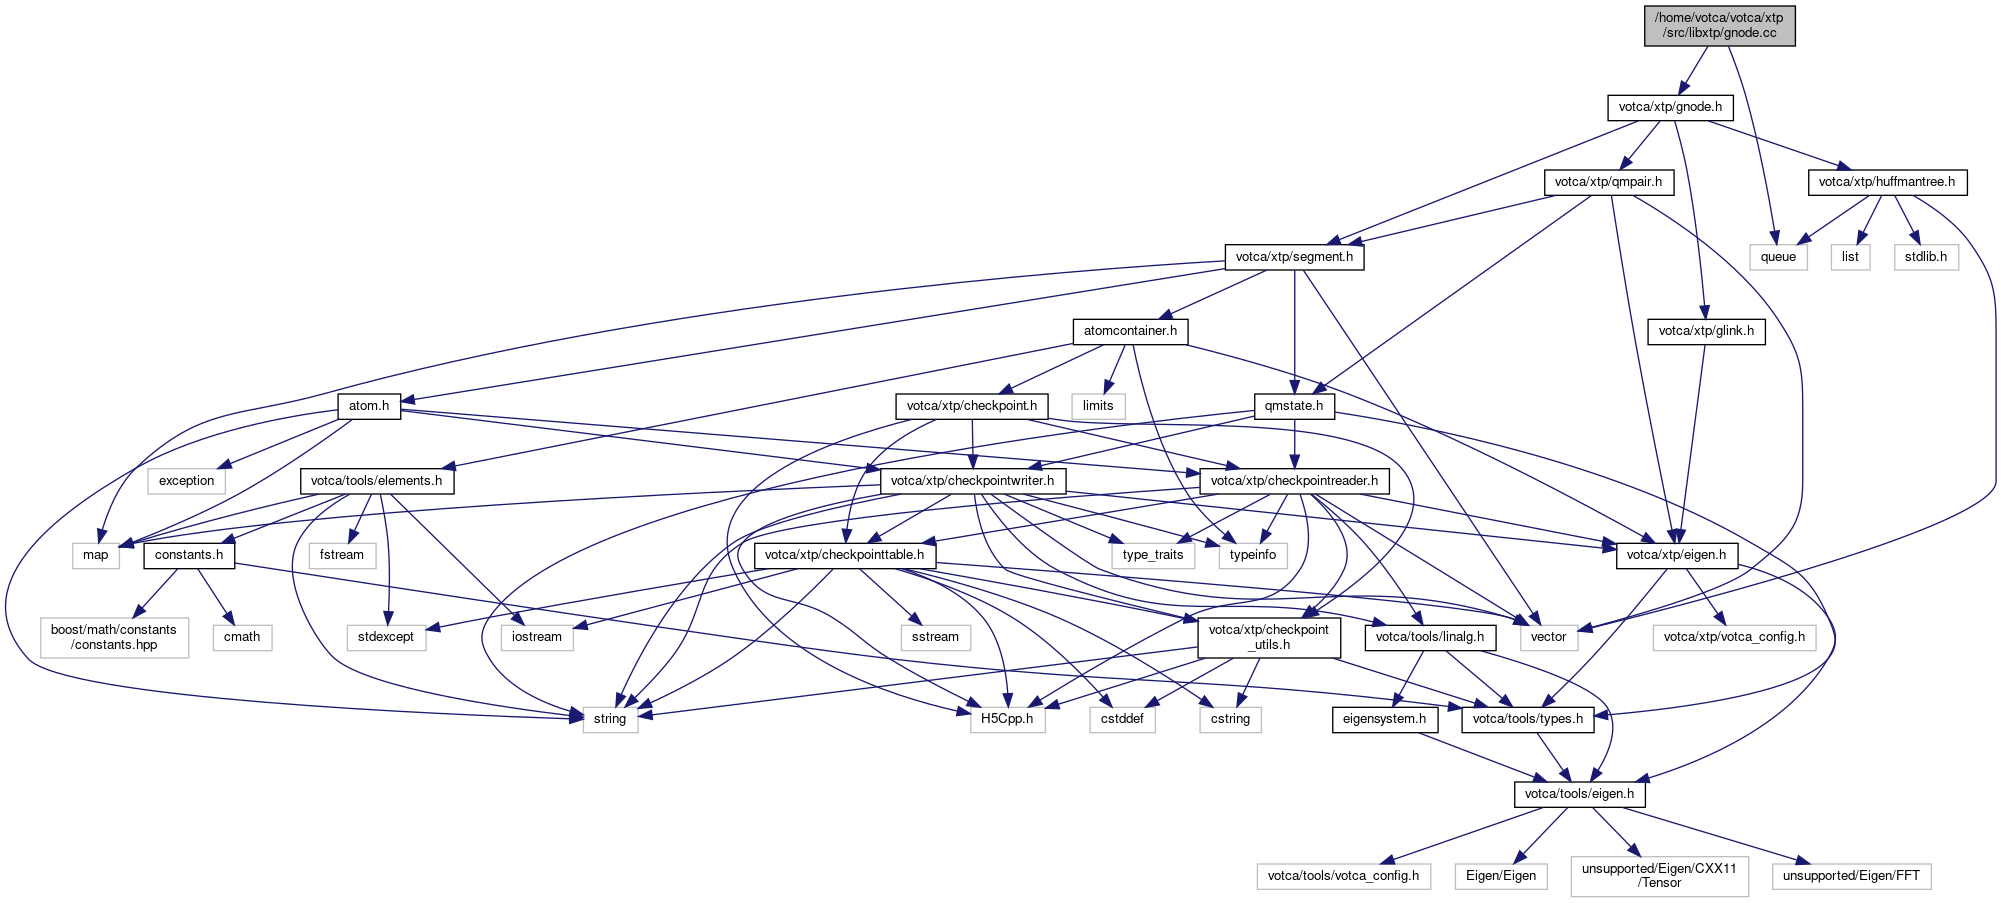 /home/votca/votca/xtp
/src/libxtp/gnode.cc
votca/xtp/gnode.h
votca/xtp/qmpair.h
votca/xtp/huffmantree.h
votca/xtp/segment.h
queue
list
stdlib.h
atomcontainer.h
votca/xtp/glink.h
atom.h
votca/xtp/checkpoint.h
limits
qmstate.h
exception
votca/tools/elements.h
votca/xtp/checkpointwriter.h
votca/xtp/checkpointreader.h
map
constants.h
fstream
votca/xtp/checkpointtable.h
type_traits
typeinfo
votca/xtp/eigen.h
boost/math/constants
/constants.hpp
cmath
stdexcept
iostream
sstream
votca/xtp/checkpoint
_utils.h
votca/tools/linalg.h
vector
votca/xtp/votca_config.h
string
H5Cpp.h
cstddef
cstring
eigensystem.h
votca/tools/types.h
votca/tools/eigen.h
votca/tools/votca_config.h
Eigen/Eigen
unsupported/Eigen/CXX11
/Tensor
unsupported/Eigen/FFT